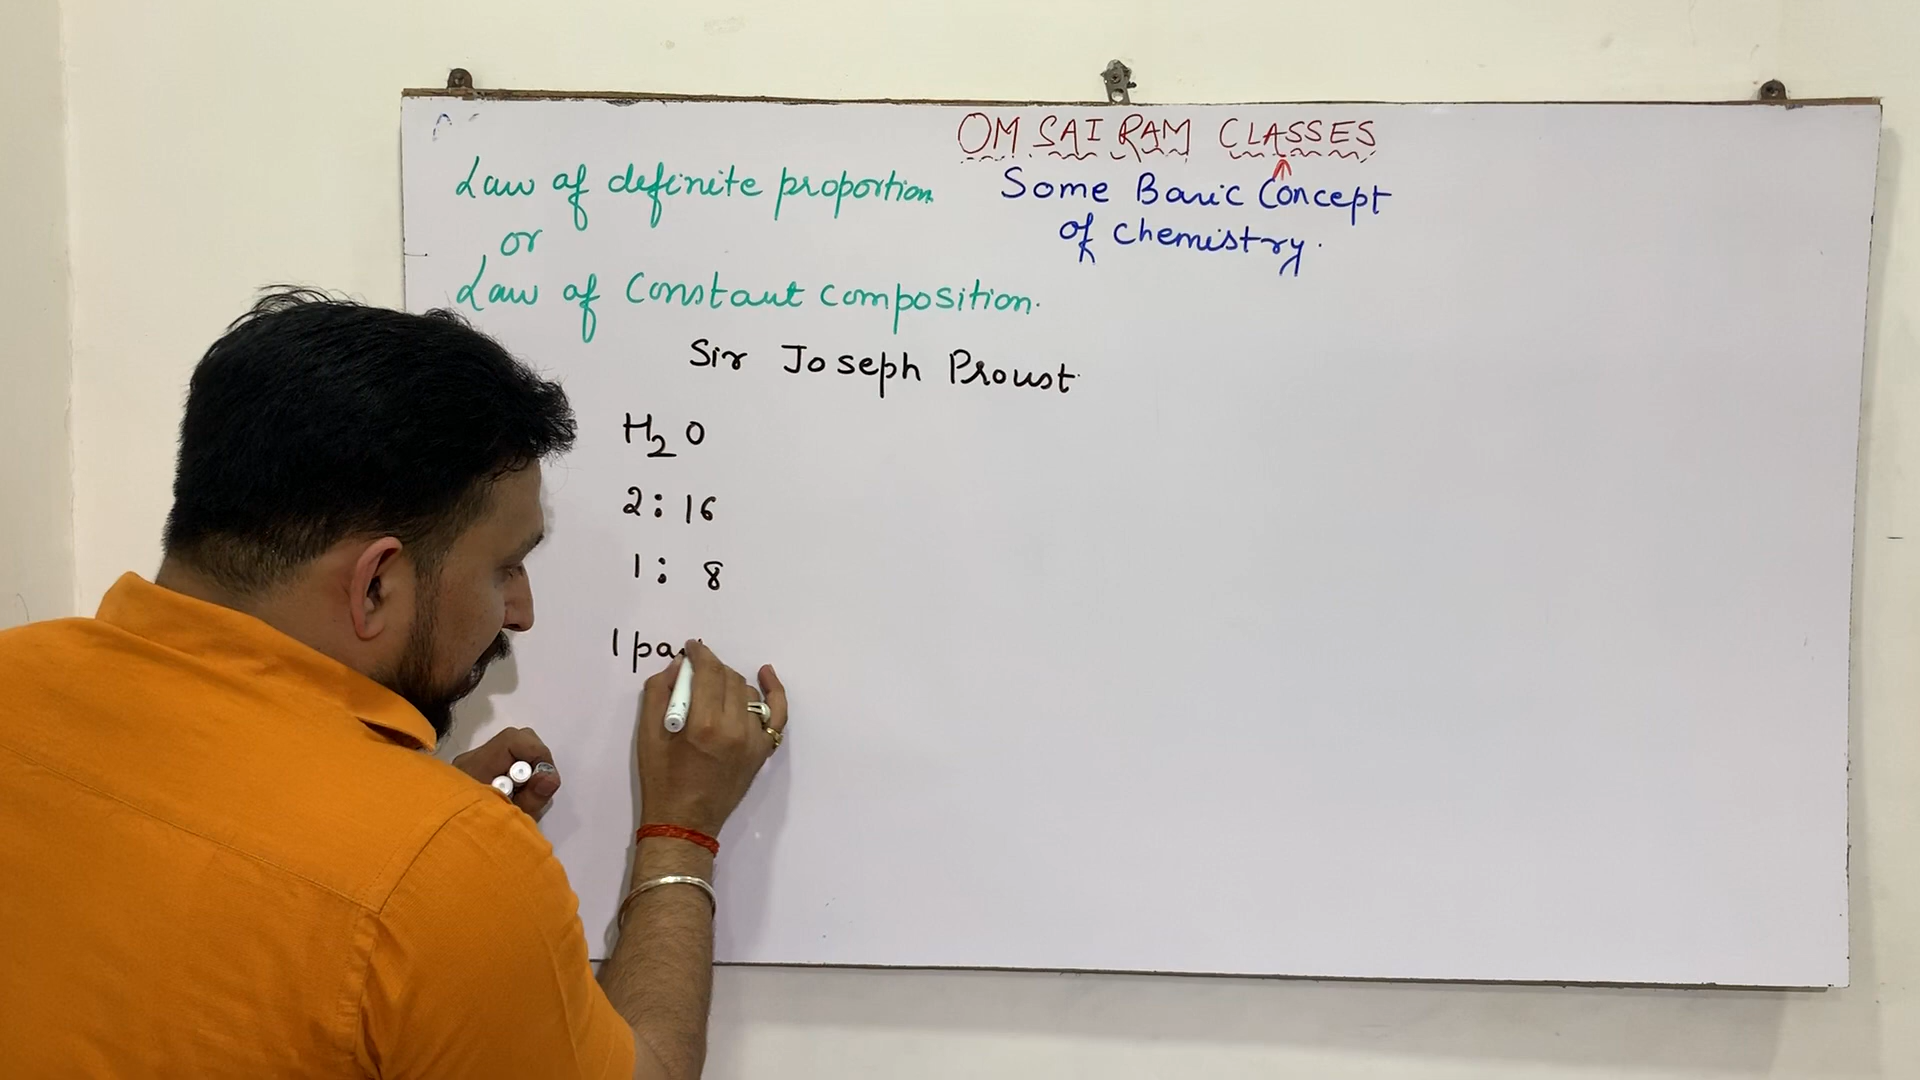 OM SAI RAM CLASSES
Law of definite proportion
or
Law of Constant composition.
Some Basic Concept
of Chemistry.
Sir Joseph Proust
H₂O
2: 16
1: 8
1